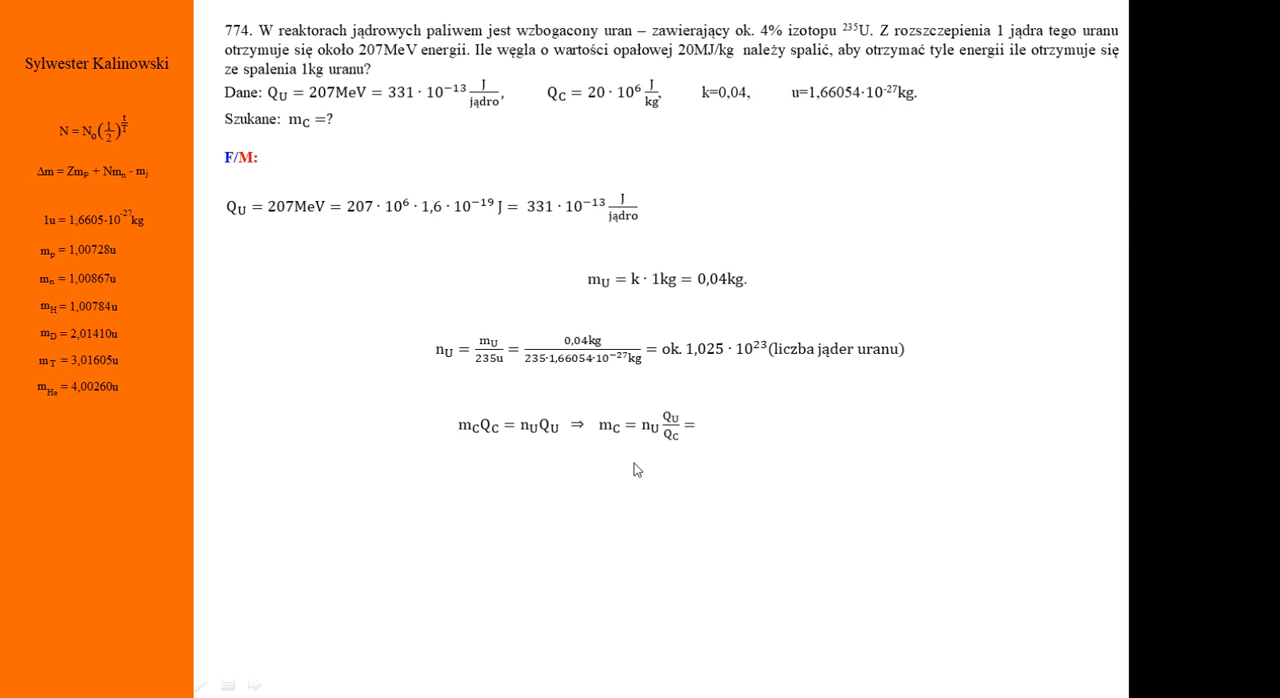 Sylwester Kalinowski
N = N₀(1/2)^(t/T)
Δm = Zmₚ + Nmₙ - mⱼ
1u = 1,6605·10⁻²⁷kg
mₚ = 1,00728u
mₙ = 1,00867u
m_H = 1,00784u
m_D = 2,01410u
m_T = 3,01605u
m_He = 4,00260u
774. W reaktorach jądrowych paliwem jest wzbogacony uran – zawierający ok. 4% izotopu ²³⁵U. Z rozszczepienia 1 jądra tego uranu
otrzymuje się około 207MeV energii. Ile węgla o wartości opałowej 20MJ/kg należy spalić, aby otrzymać tyle energii ile otrzymuje się
ze spalenia 1kg uranu?
Dane: Q_U = 207MeV = 331 · 10⁻¹³ J/jądro, Q_C = 20 · 10⁶ J/kg, k=0,04, u=1,66054·10⁻²⁷kg.
Szukane: m_C =?
F/M:
Q_U = 207MeV = 207 · 10⁶ · 1,6 · 10⁻¹⁹ J = 331 · 10⁻¹³ J/jądro
m_U = k · 1kg = 0,04kg.
n_U = m_U/235u = 0,04kg/235·1,66054·10⁻²⁷kg = ok. 1,025 · 10²³(liczba jąder uranu)
m_C Q_C = n_U Q_U ⇒ m_C = n_U Q_U/Q_C =